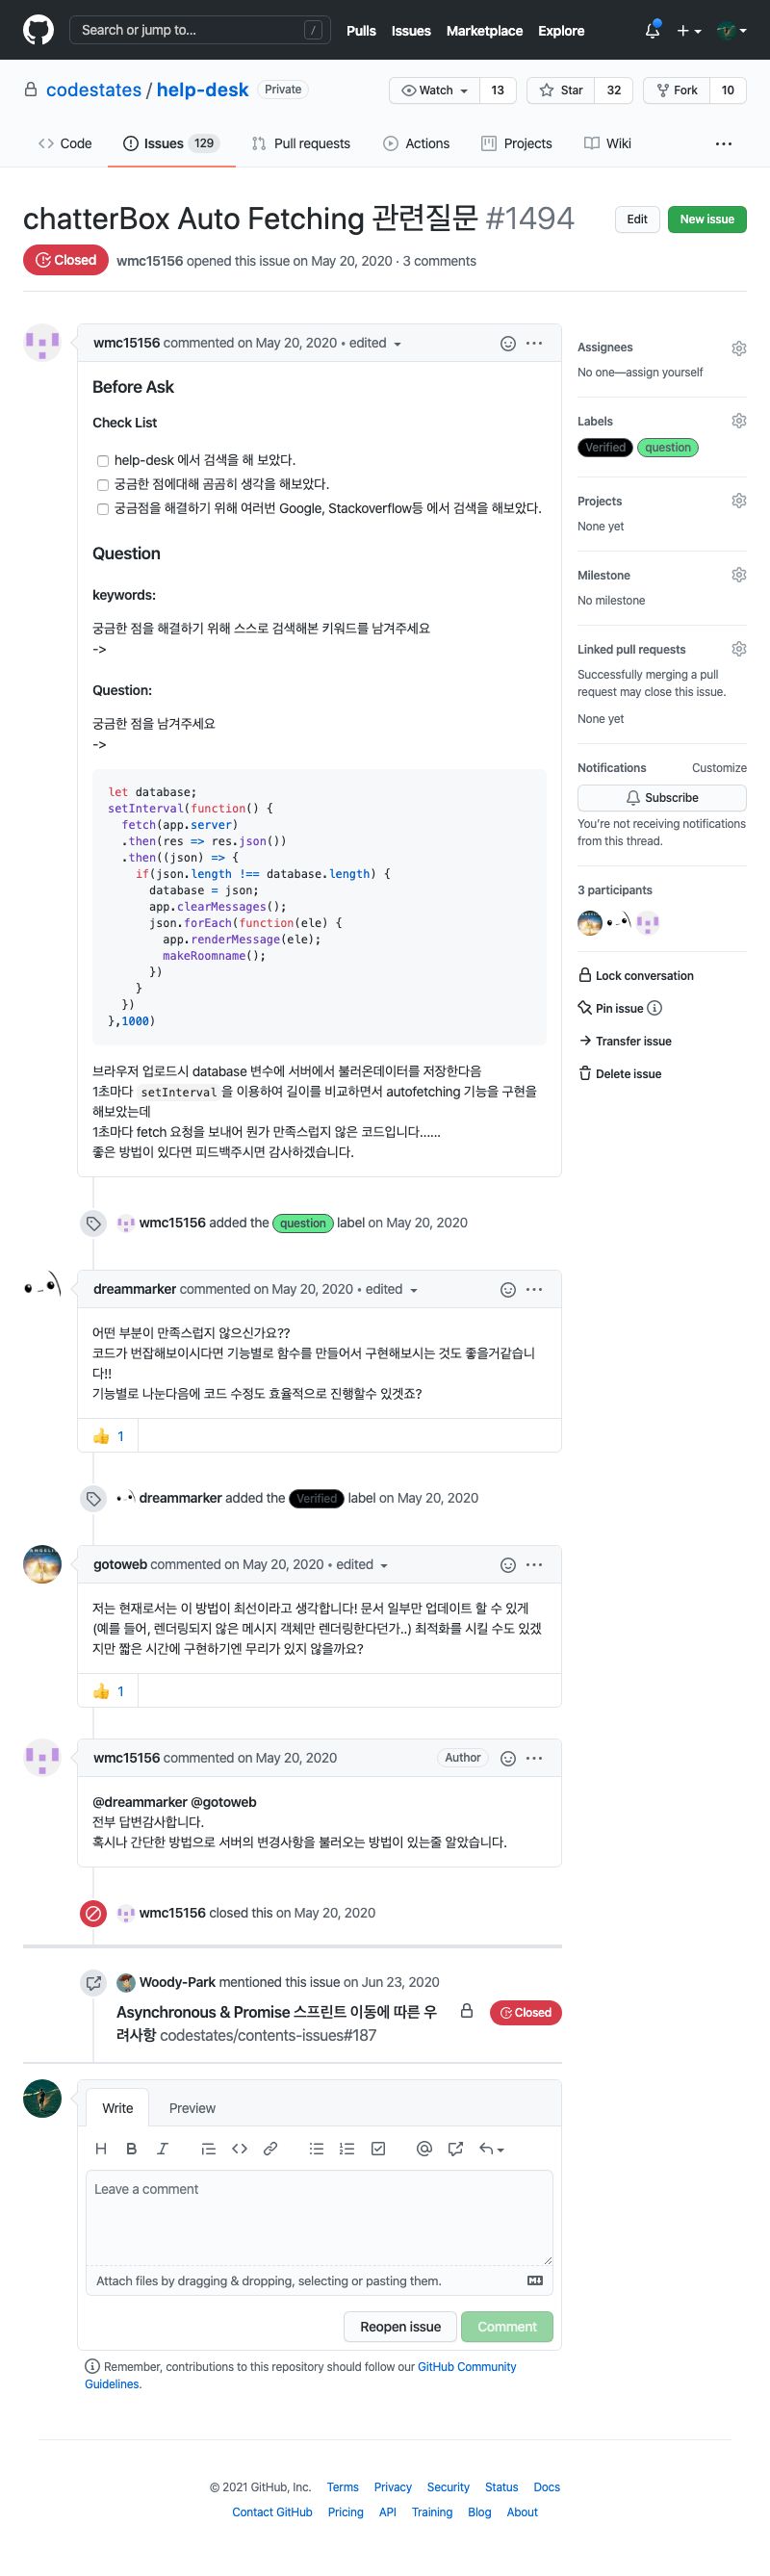 Search or jump to... /
Pulls Issues Marketplace Explore
codestates / help-desk Private
Watch 13 Star 32 Fork 10
Code Issues 129 Pull requests Actions Projects Wiki
chatterBox Auto Fetching 관련질문 #1494
Edit New issue
Closed wmc15156 opened this issue on May 20, 2020 · 3 comments
wmc15156 commented on May 20, 2020 • edited
Before Ask
Check List
help-desk 에서 검색을 해 보았다.
궁금한 점에대해 곰곰히 생각을 해보았다.
궁금점을 해결하기 위해 여러번 Google, Stackoverflow등 에서 검색을 해보았다.
Question
keywords:
궁금한 점을 해결하기 위해 스스로 검색해본 키워드를 남겨주세요
->
Question:
궁금한 점을 남겨주세요
->
let database;
setInterval(function() {
fetch(app.server)
.then(res => res.json())
.then((json) => {
if(json.length !== database.length) {
database = json;
app.clearMessages();
json.forEach(function(ele) {
app.renderMessage(ele);
makeRoomname();
})
}
})
},1000)
브라우저 업로드시 database 변수에 서버에서 불러온데이터를 저장한다음
1초마다 setInterval 을 이용하여 길이를 비교하면서 autofetching 기능을 구현을
해보았는데
1초마다 fetch 요청을 보내어 뭔가 만족스럽지 않은 코드입니다......
좋은 방법이 있다면 피드백주시면 감사하겠습니다.
Assignees
No one—assign yourself
Labels
Verified question
Projects
None yet
Milestone
No milestone
Linked pull requests
Successfully merging a pull
request may close this issue.
None yet
Notifications Customize
Subscribe
You're not receiving notifications
from this thread.
3 participants
Lock conversation
Pin issue
Transfer issue
Delete issue
wmc15156 added the question label on May 20, 2020
dreammarker commented on May 20, 2020 • edited
어떤 부분이 만족스럽지 않으신가요??
코드가 번잡해보이시다면 기능별로 함수를 만들어서 구현해보시는 것도 좋을거같습니
다!!
기능별로 나눈다음에 코드 수정도 효율적으로 진행할수 있겟죠?
👍 1
dreammarker added the Verified label on May 20, 2020
gotoweb commented on May 20, 2020 • edited
저는 현재로서는 이 방법이 최선이라고 생각합니다! 문서 일부만 업데이트 할 수 있게
(예를 들어, 렌더링되지 않은 메시지 객체만 렌더링한다던가..) 최적화를 시킬 수도 있겠
지만 짧은 시간에 구현하기엔 무리가 있지 않을까요?
👍 1
wmc15156 commented on May 20, 2020 Author
@dreammarker @gotoweb
전부 답변감사합니다.
혹시나 간단한 방법으로 서버의 변경사항을 불러오는 방법이 있는줄 알았습니다.
wmc15156 closed this on May 20, 2020
Woody-Park mentioned this issue on Jun 23, 2020
Asynchronous & Promise 스프린트 이동에 따른 우
려사항 codestates/contents-issues#187
Closed
Write Preview
Leave a comment
Attach files by dragging & dropping, selecting or pasting them.
Reopen issue Comment
Remember, contributions to this repository should follow our GitHub Community
Guidelines.
© 2021 GitHub, Inc. Terms Privacy Security Status Docs
Contact GitHub Pricing API Training Blog About